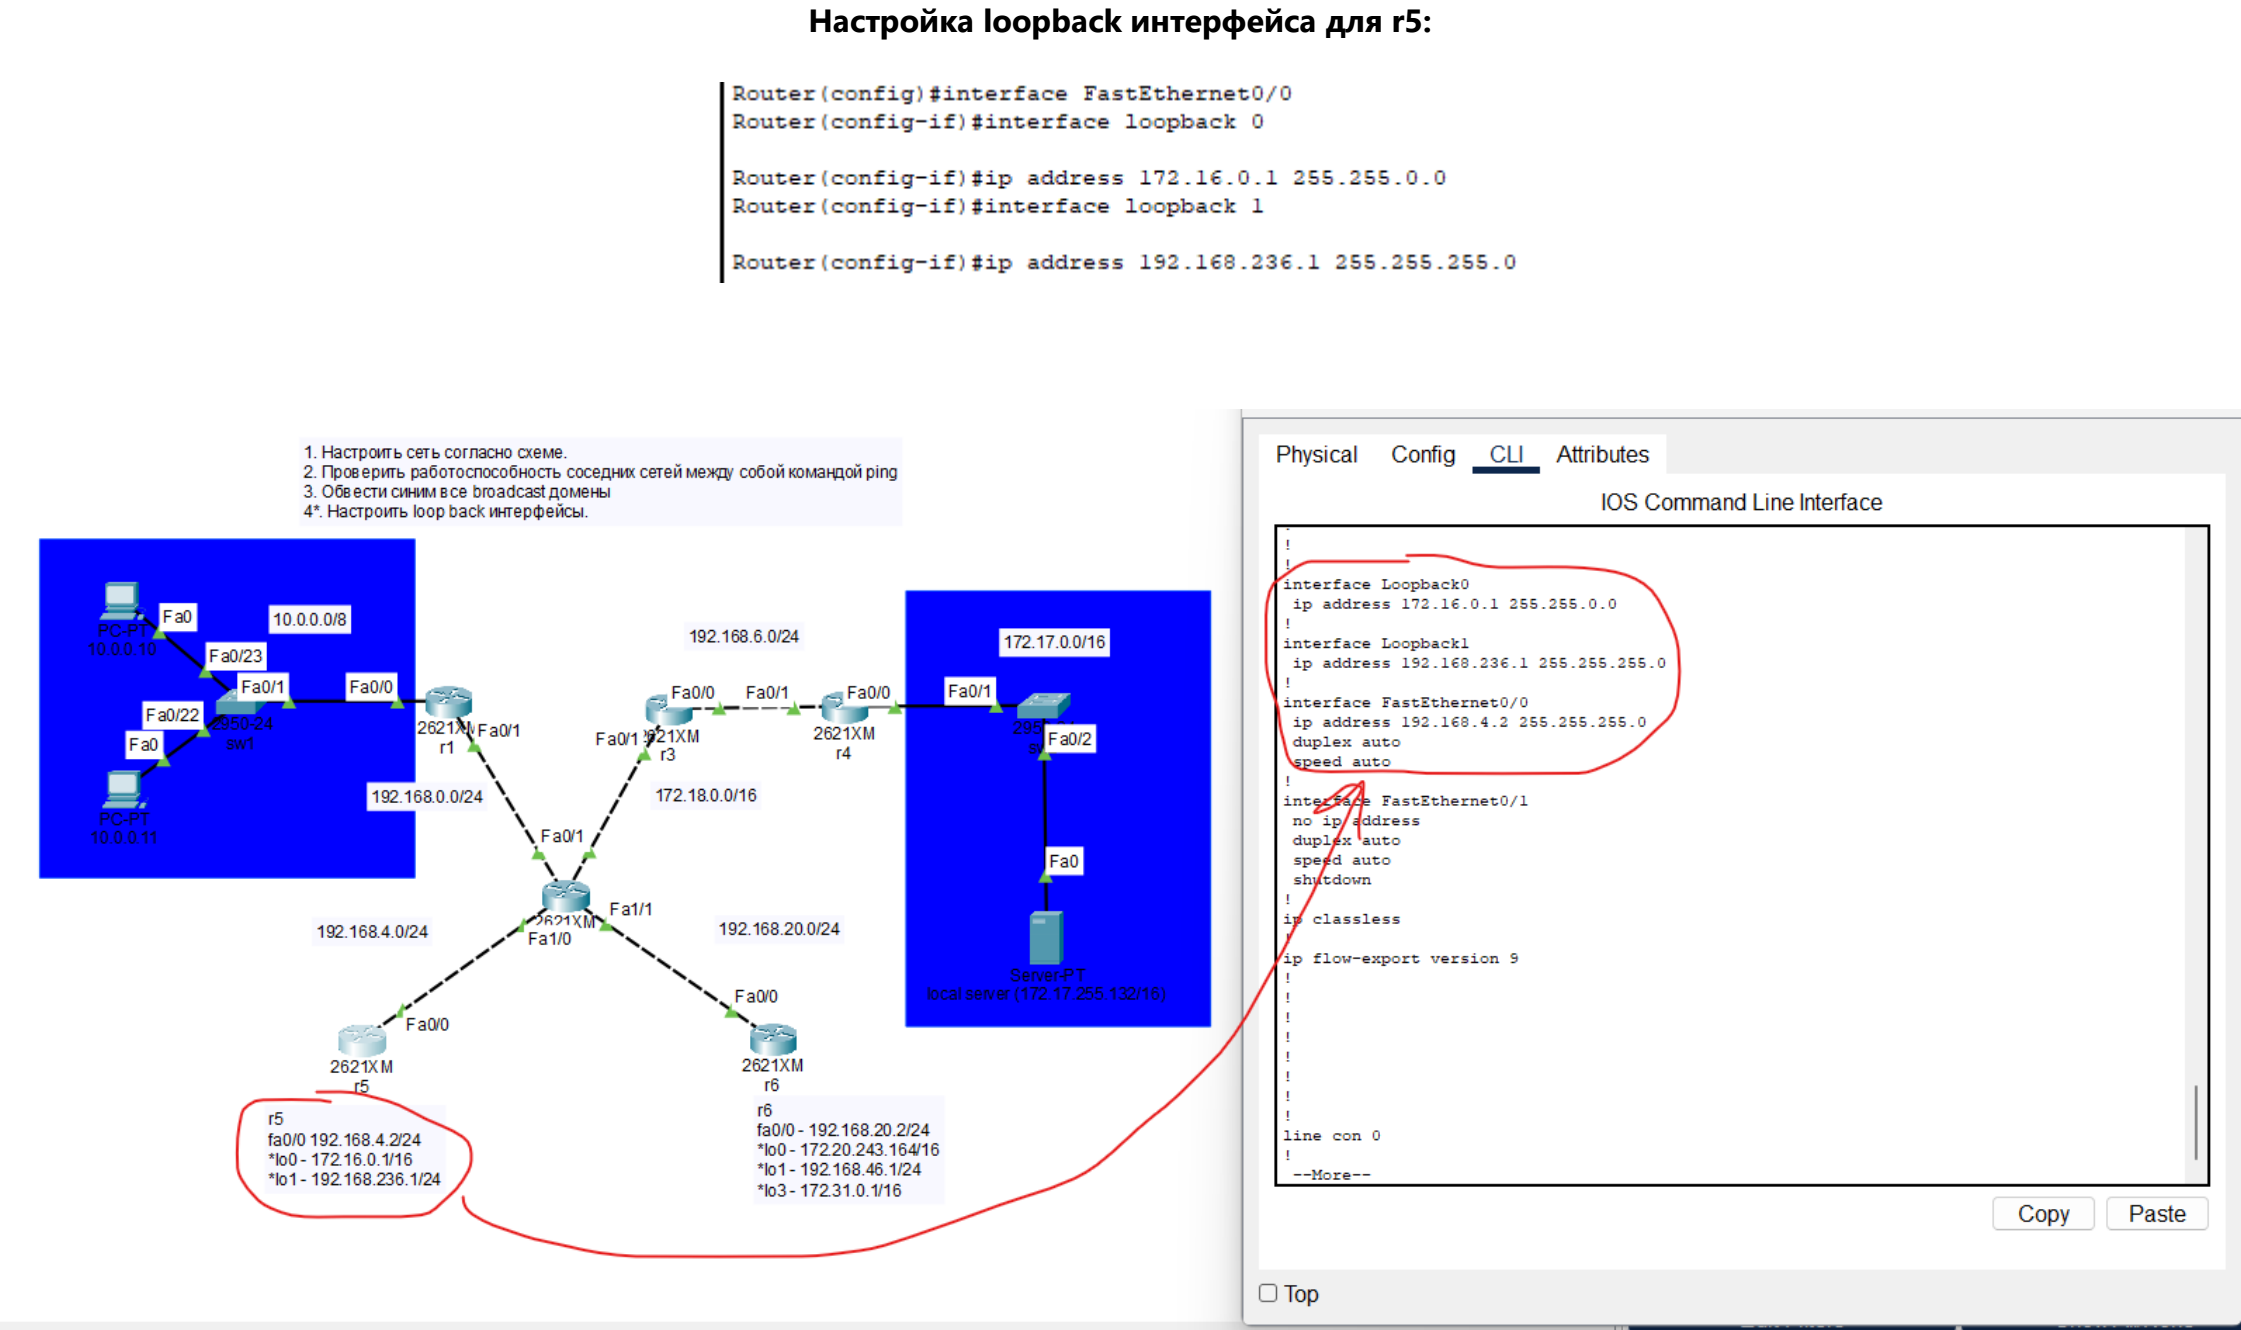 Настройка loopback интерфейса для r5:
Router(config)#interface FastEthernet0/0
Router(config-if)#interface loopback 0
Router(config-if)#ip address 172.16.0.1 255.255.0.0
Router(config-if)#interface loopback 1
Router(config-if)#ip address 192.168.236.1 255.255.255.0
1. Настроить сеть согласно схеме.
2. Проверить работоспособность соседних сетей между собой командой ping
3. Обвести синим все broadcast домены
4*. Настроить loop back интерфейсы.
PC-PT
10.0.0.10
Fa0
10.0.0.0/8
Fa0/23
Fa0/1
Fa0/0
Fa0/22
2950-24
sw1
Fa0
PC-PT
10.0.0.11
2621XM
r1
Fa0/1
192.168.0.0/24
192.168.6.0/24
Fa0/0
Fa0/1
Fa0/0
Fa0/1
2621XM
r3
2621XM
r4
172.18.0.0/16
172.17.0.0/16
Fa0/1
Fa0/2
Fa0
Server-PT
local server (172.17.255.132/16)
Fa0/1
2621XM
Fa1/1
Fa1/0
192.168.4.0/24
192.168.20.0/24
Fa0/0
2621XM
r5
Fa0/0
2621XM
r6
r5
fa0/0 192.168.4.2/24
*lo0 - 172.16.0.1/16
*lo1 - 192.168.236.1/24
r6
fa0/0 - 192.168.20.2/24
*lo0 - 172.20.243.164/16
*lo1 - 192.168.46.1/24
*lo3 - 172.31.0.1/16
Physical Config CLI Attributes
IOS Command Line Interface
!
!
interface Loopback0
ip address 172.16.0.1 255.255.0.0
!
interface Loopback1
ip address 192.168.236.1 255.255.255.0
!
interface FastEthernet0/0
ip address 192.168.4.2 255.255.255.0
duplex auto
speed auto
!
interface FastEthernet0/1
no ip address
duplex auto
speed auto
shutdown
!
ip classless
!
ip flow-export version 9
!
!
!
!
!
!
!
!
line con 0
!
--More--
Copy Paste
Top